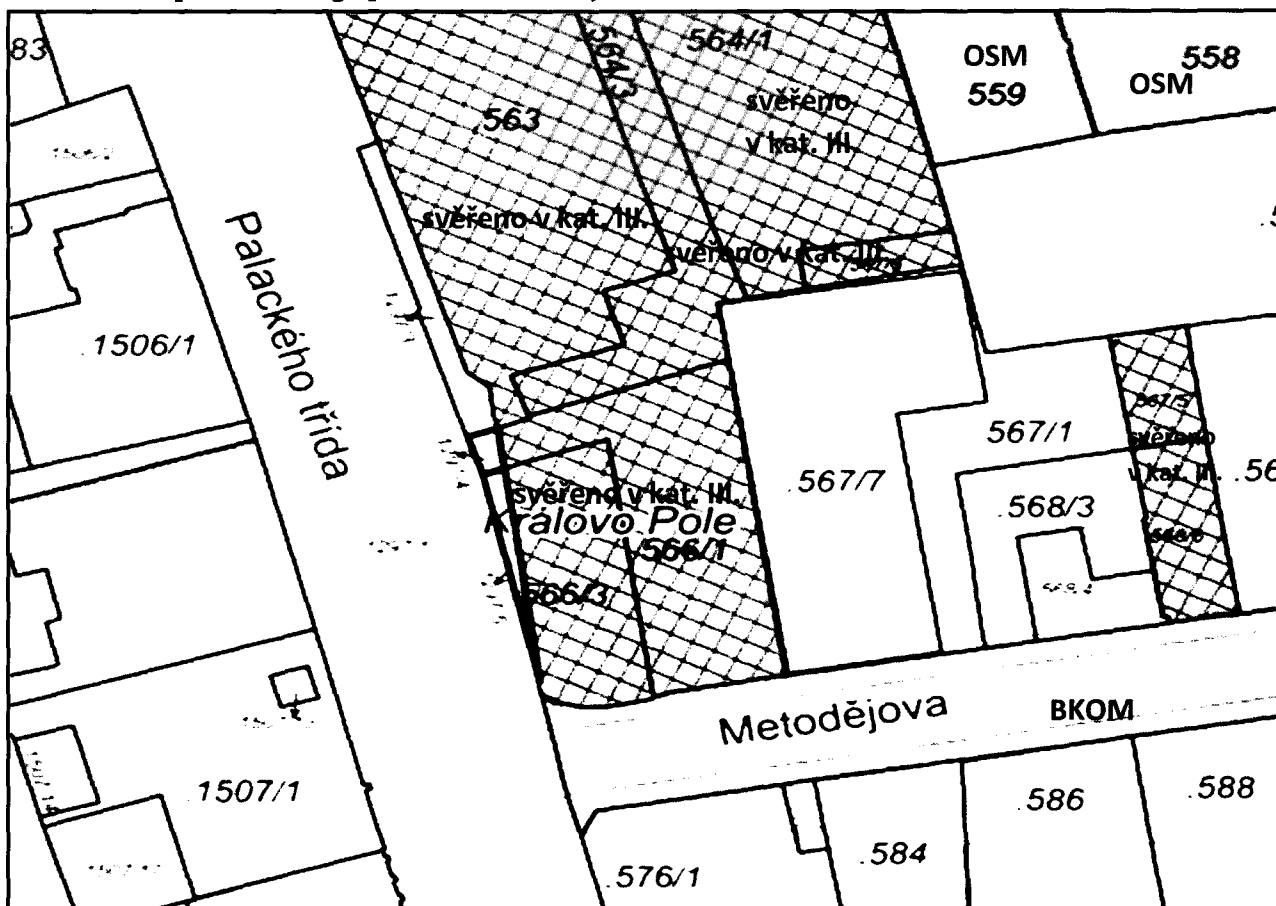 83
564/3
564/1
OSM
559
558
OSM
.563
svěřeno
v kat. III.
svěřeno v kat. III.
svěřeno v kat. III.
Palackého třída
.1506/1
567/1
567/5
svěřeno
v kat. III.
.567/7
.568/3
svěřeno v kat. III.
Královo Pole
.566/1
566/3
Metodějova
BKOM
.1507/1
.586
.588
.584
.576/1